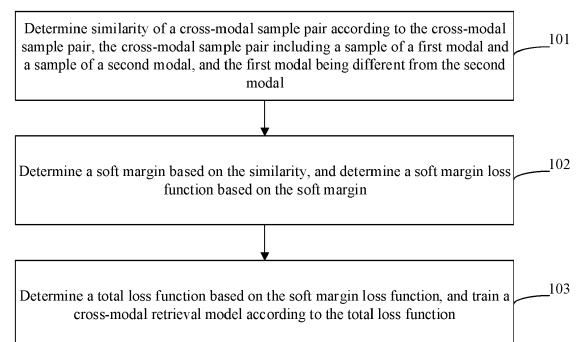 Determine similarity of a cross-modal sample pair according to the cross-modal
sample pair, the cross-modal sample pair including a sample of a first modal and
a sample of a second modal, and the first modal being different from the second
modal
101
Determine a soft margin based on the similarity, and determine a soft margin loss
function based on the soft margin
102
Determine a total loss function based on the soft margin loss function, and train a
cross-modal retrieval model according to the total loss function
103